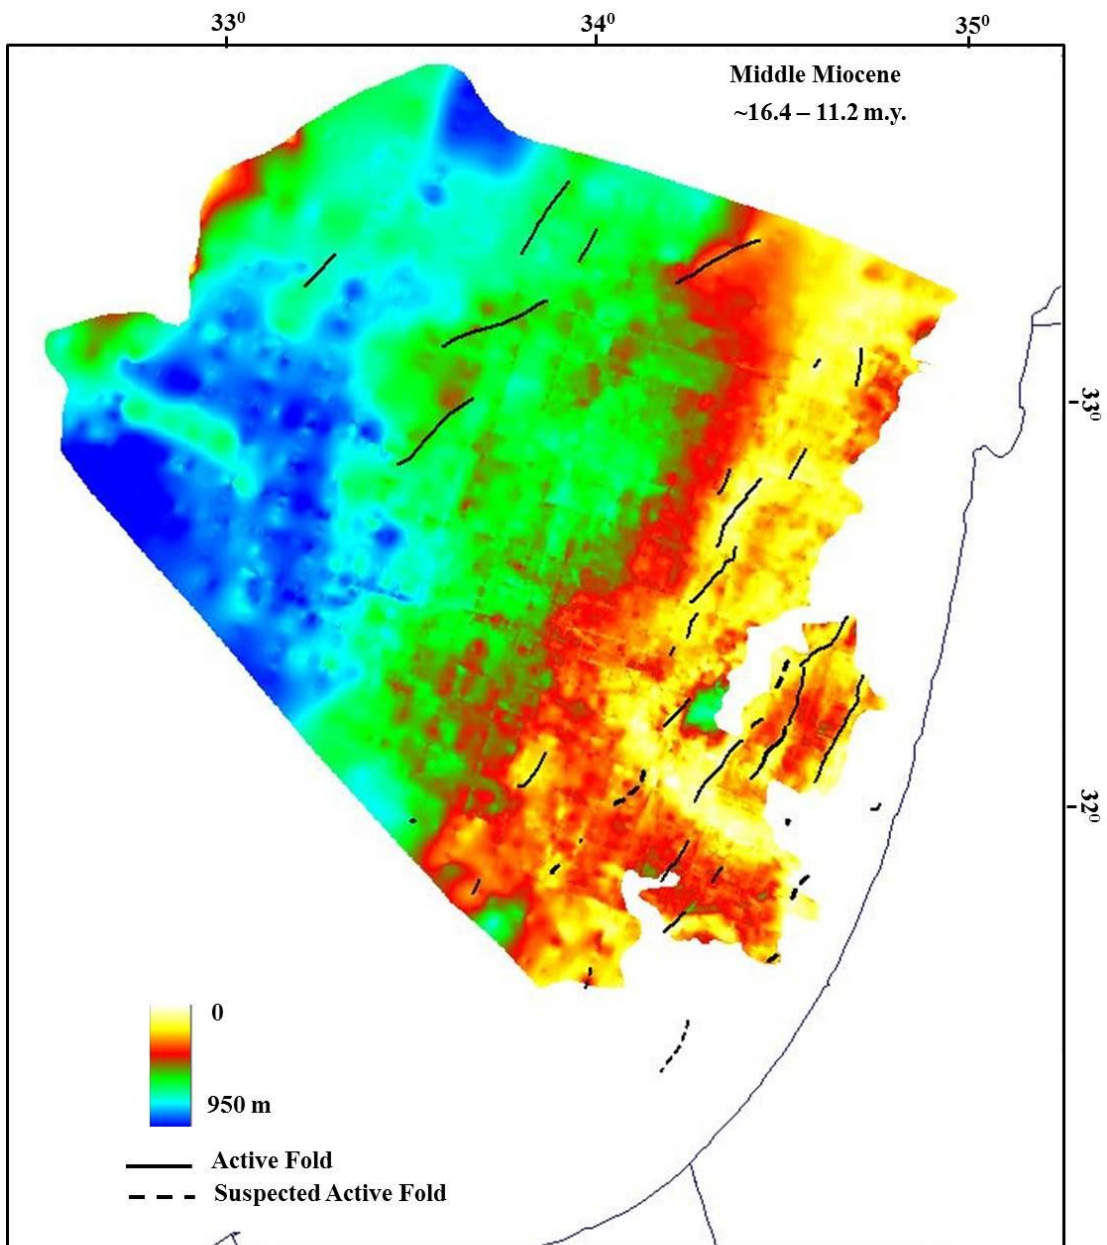 33⁰ 34⁰ 35⁰
Middle Miocene
~16.4 – 11.2 m.y.
33⁰
32⁰
0
950 m
Active Fold
Suspected Active Fold